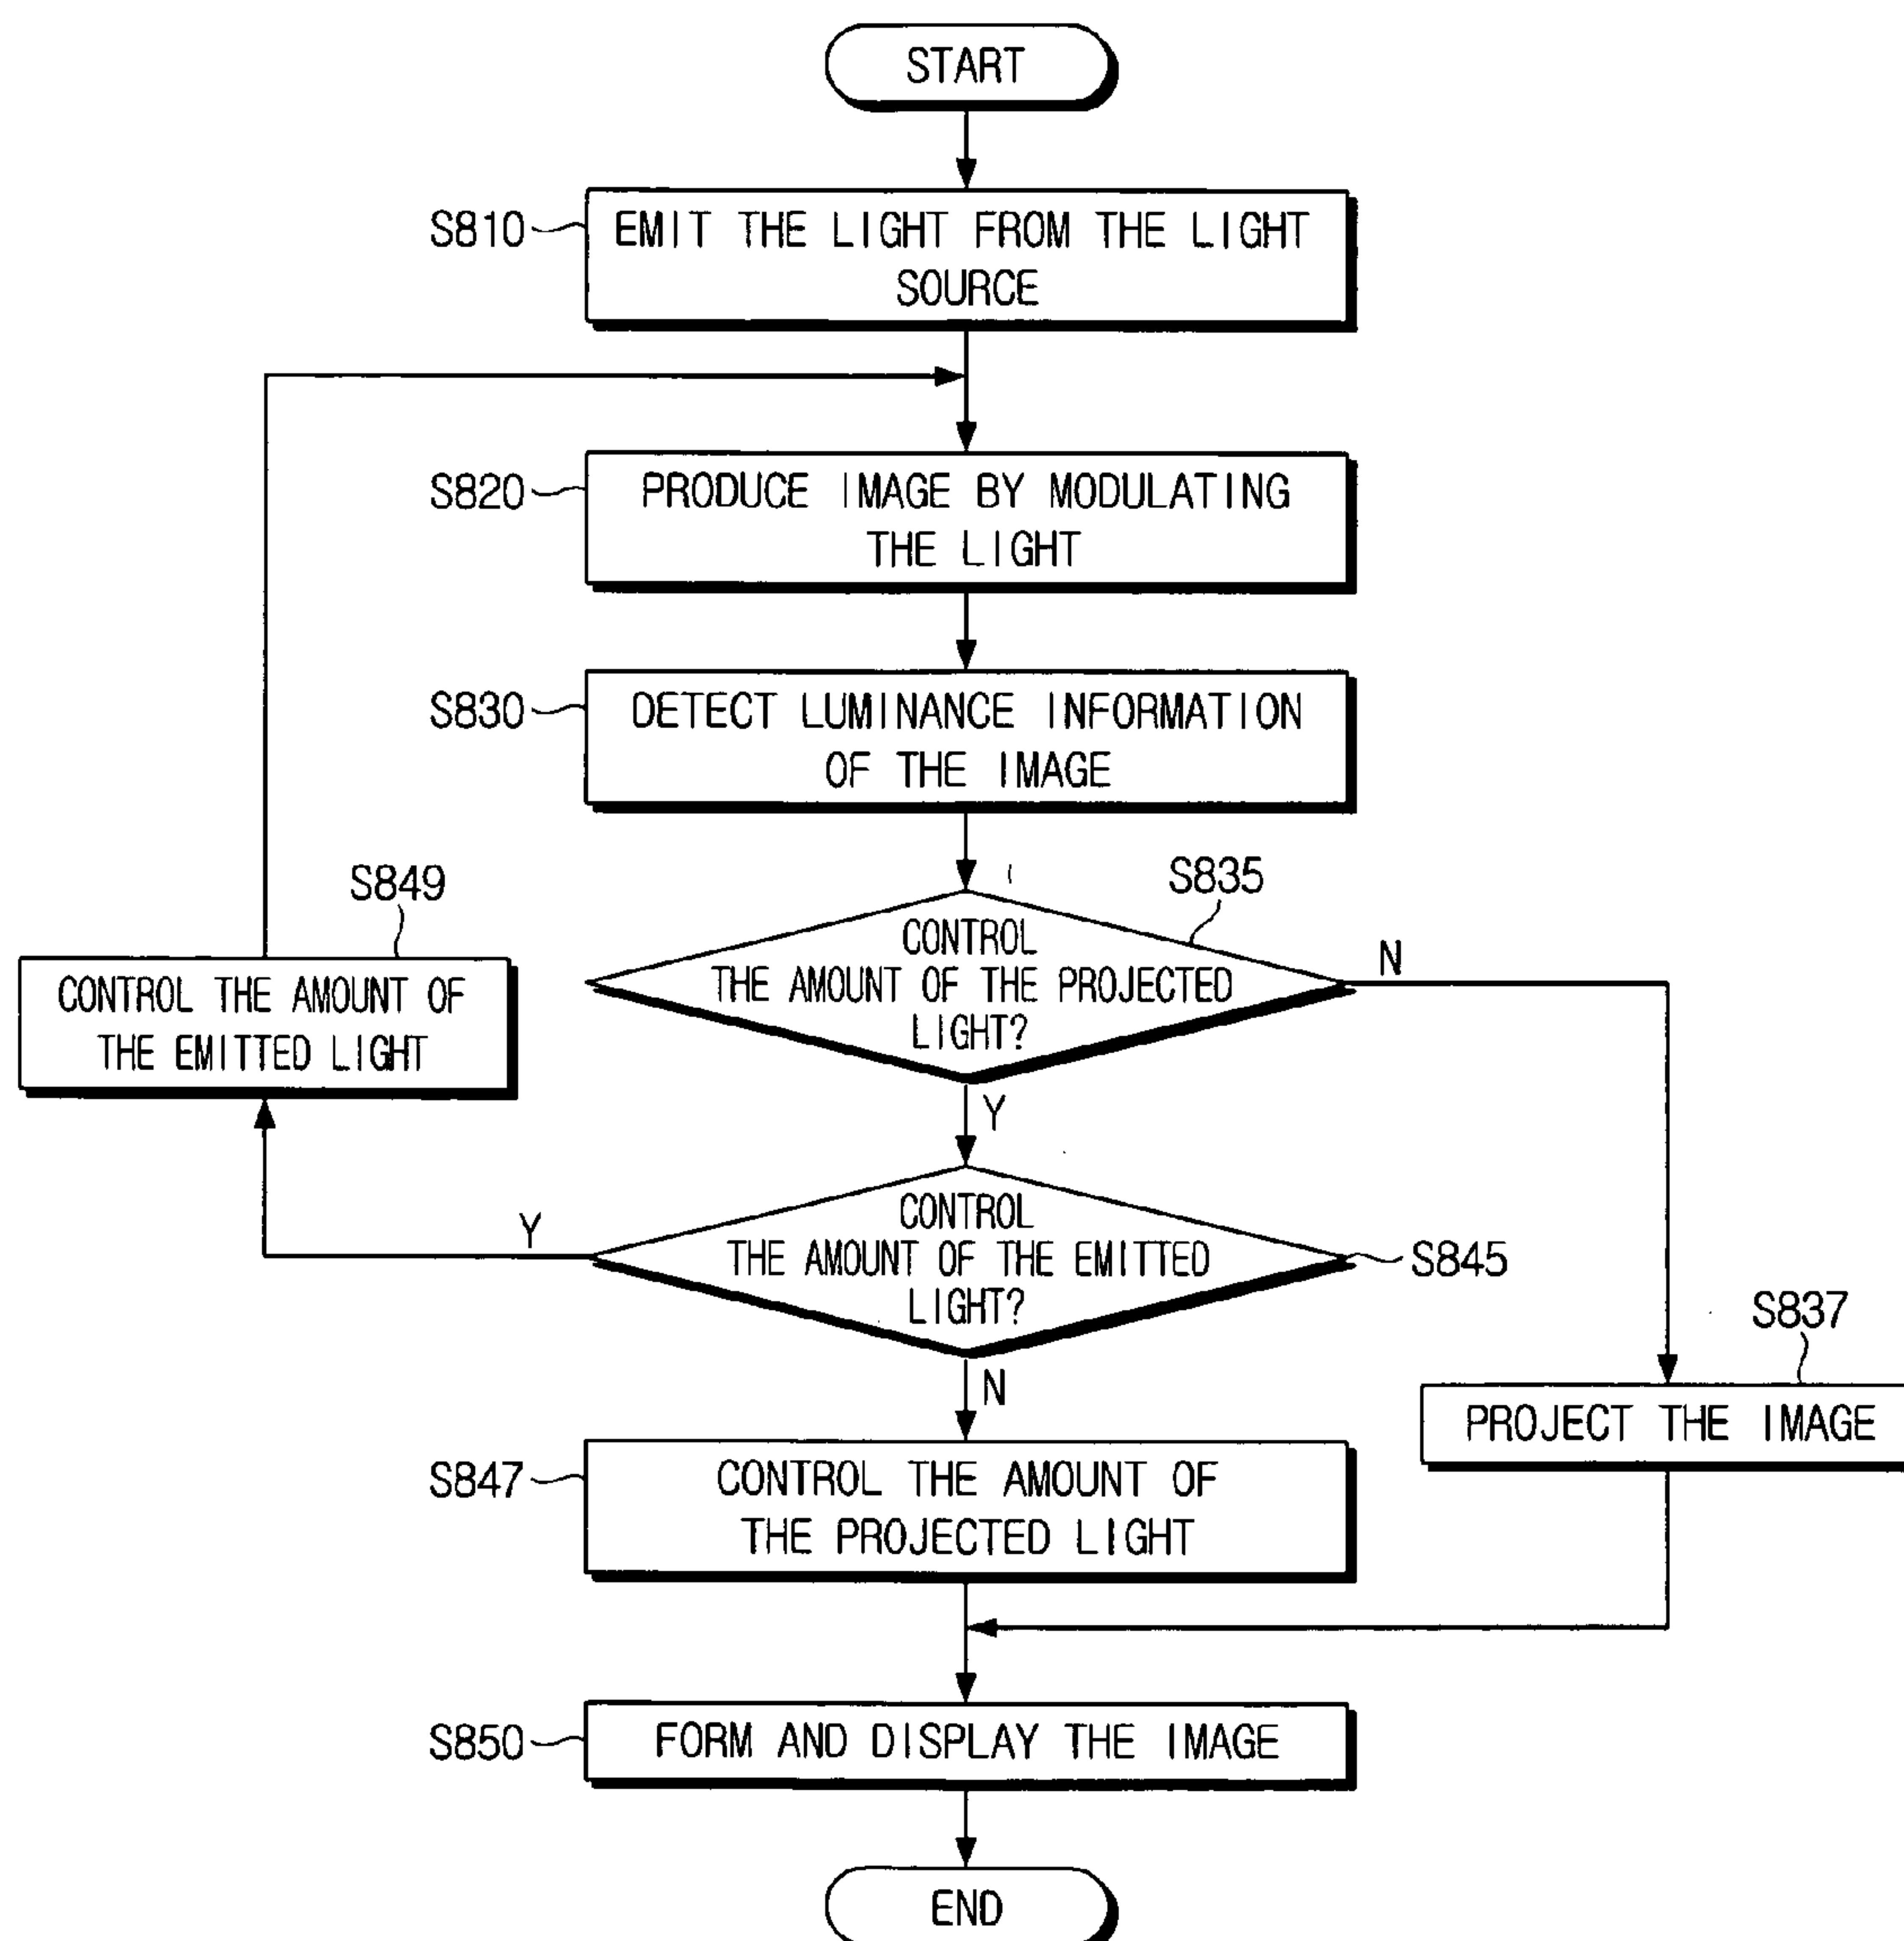 START
S810
EMIT THE LIGHT FROM THE LIGHT
SOURCE
S820
PRODUCE IMAGE BY MODULATING
THE LIGHT
S830
DETECT LUMINANCE INFORMATION
OF THE IMAGE
S849
CONTROL THE AMOUNT OF
THE EMITTED LIGHT
S835
CONTROL
THE AMOUNT OF THE PROJECTED
LIGHT?
N
Y
CONTROL
THE AMOUNT OF THE EMITTED
LIGHT?
Y
S845
N
S837
PROJECT THE IMAGE
S847
CONTROL THE AMOUNT OF
THE PROJECTED LIGHT
S850
FORM AND DISPLAY THE IMAGE
END